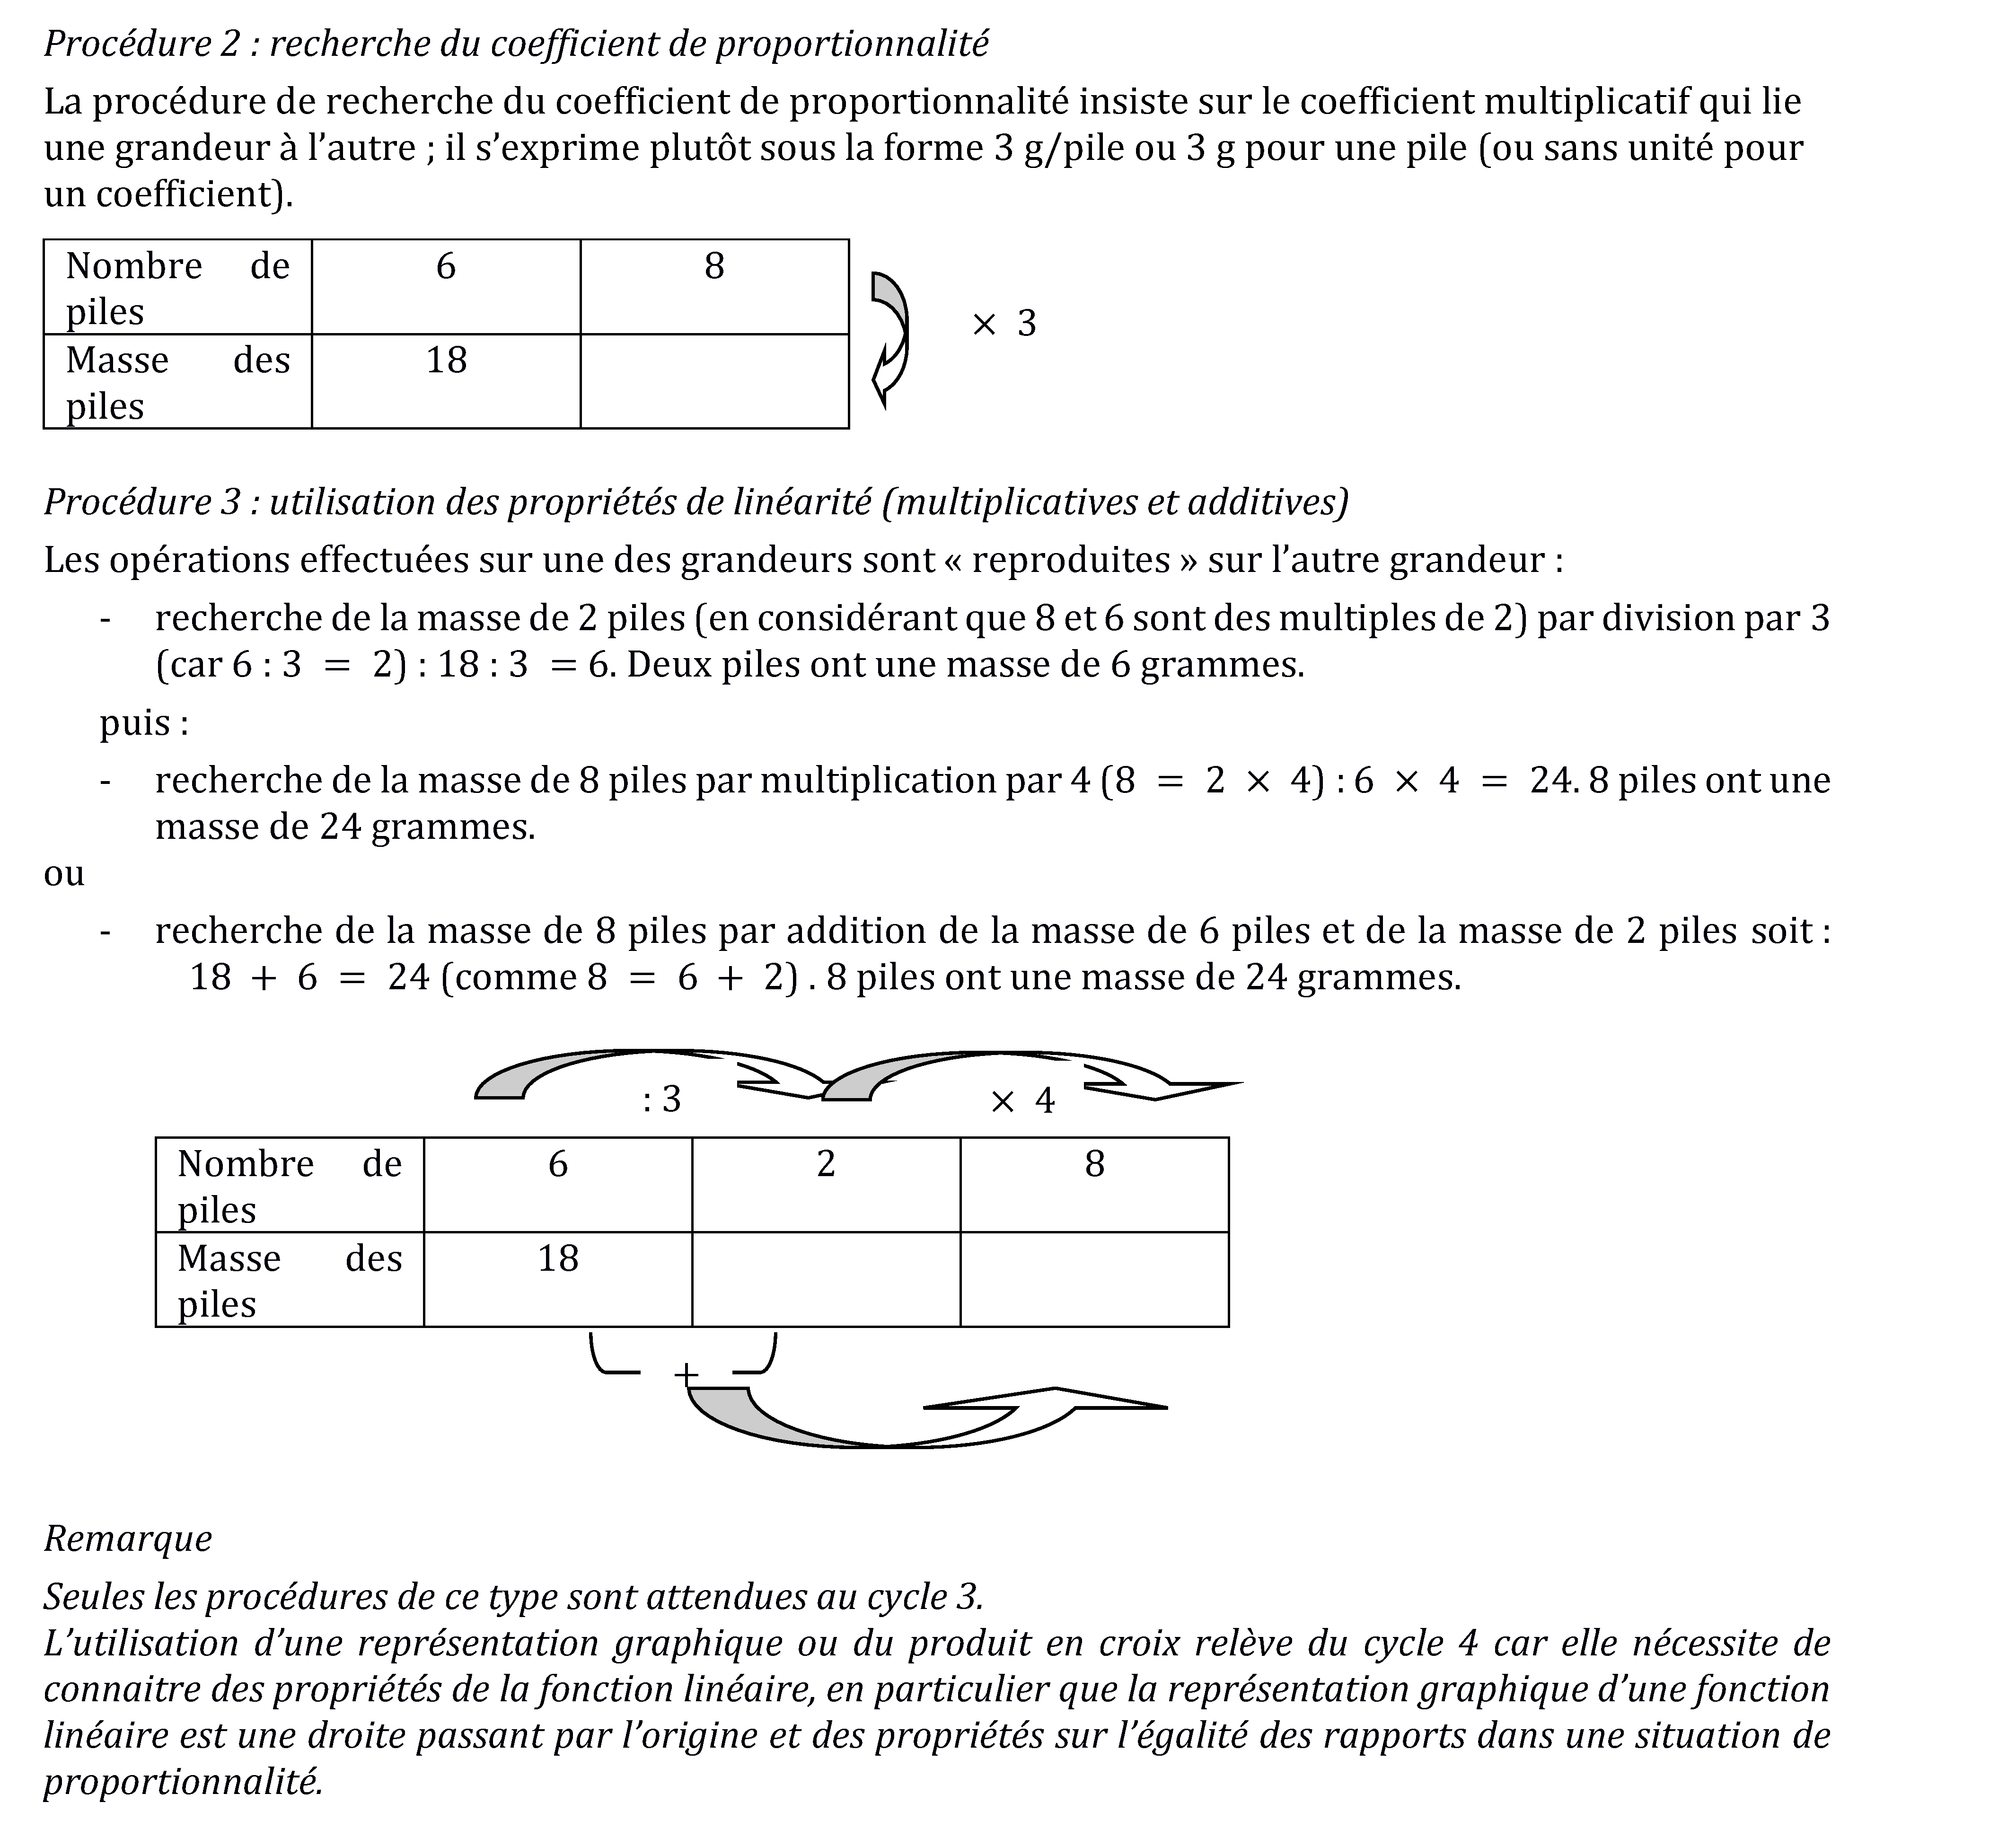 Procédure 2 : recherche du coefficient de proportionnalité
La procédure de recherche du coefficient de proportionnalité insiste sur le coefficient multiplicatif qui lie
une grandeur à l’autre ; il s’exprime plutôt sous la forme 3 g/pile ou 3 g pour une pile (ou sans unité pour
un coefficient).
Nombre de 6 8
piles
× 3
Masse des 18
piles
Procédure 3 : utilisation des propriétés de linéarité (multiplicatives et additives)
Les opérations effectuées sur une des grandeurs sont « reproduites » sur l’autre grandeur :
- recherche de la masse de 2 piles (en considérant que 8 et 6 sont des multiples de 2) par division par 3
(car 6 : 3 = 2) : 18 : 3 = 6. Deux piles ont une masse de 6 grammes.
puis :
- recherche de la masse de 8 piles par multiplication par 4 (8 = 2 × 4) : 6 × 4 = 24. 8 piles ont une
masse de 24 grammes.
ou
- recherche de la masse de 8 piles par addition de la masse de 6 piles et de la masse de 2 piles soit :
18 + 6 = 24 (comme 8 = 6 + 2) . 8 piles ont une masse de 24 grammes.
: 3 × 4
Nombre de 6 2 8
piles
Masse des 18
piles
+
Remarque
Seules les procédures de ce type sont attendues au cycle 3.
L’utilisation d’une représentation graphique ou du produit en croix relève du cycle 4 car elle nécessite de
connaitre des propriétés de la fonction linéaire, en particulier que la représentation graphique d’une fonction
linéaire est une droite passant par l’origine et des propriétés sur l’égalité des rapports dans une situation de
proportionnalité.